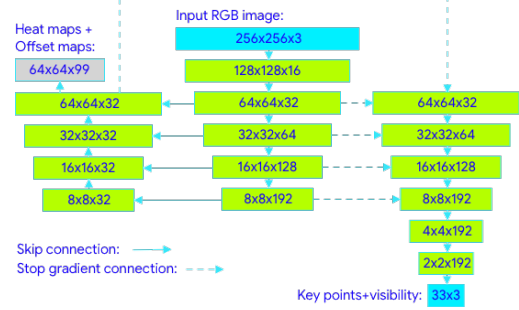 Input RGB image:
Heat maps +
Offset maps:
256x256x3
64x64x99
128x128x16
64x64x32
64x64x32
64x64x32
32x32x32
32x32x64
32x32x64
16x16x32
16x16x128
16x16x128
8x8x32
8x8x192
8x8x192
4x4x192
Skip connection:
2x2x192
Stop gradient connection:
Key points+visibility:
33x3